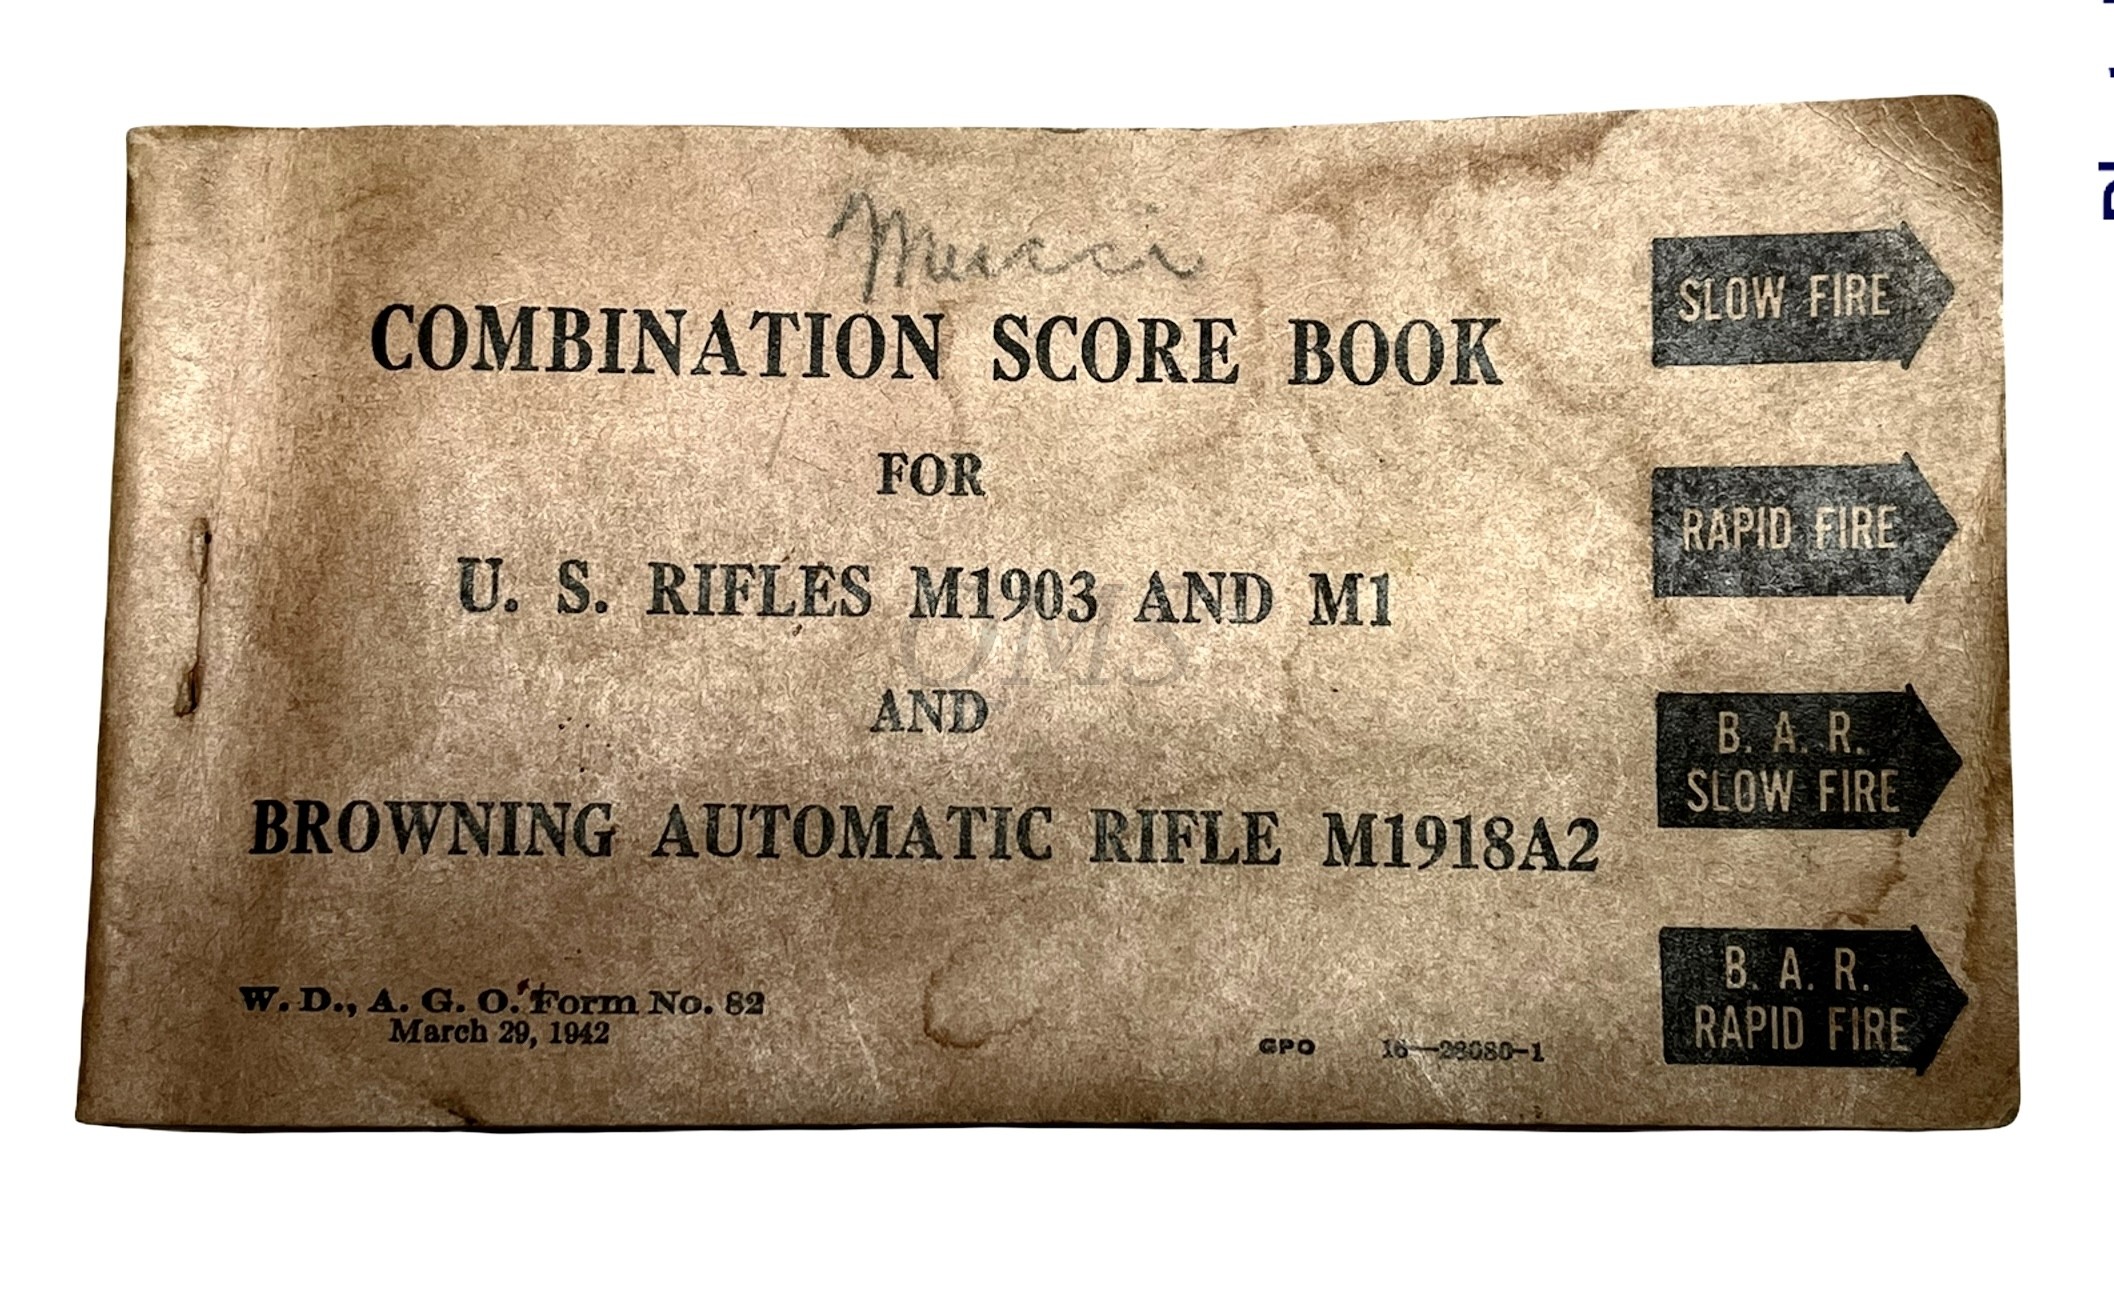 Mucci
COMBINATION SCORE BOOK
FOR
U. S. RIFLES M1903 AND M1
AND
BROWNING AUTOMATIC RIFLE M1918A2
W. D., A. G. O. Form No. 82
March 29, 1942
GPO 16—28080-1
SLOW FIRE
RAPID FIRE
B. A. R.
SLOW FIRE
B. A. R.
RAPID FIRE
OMS